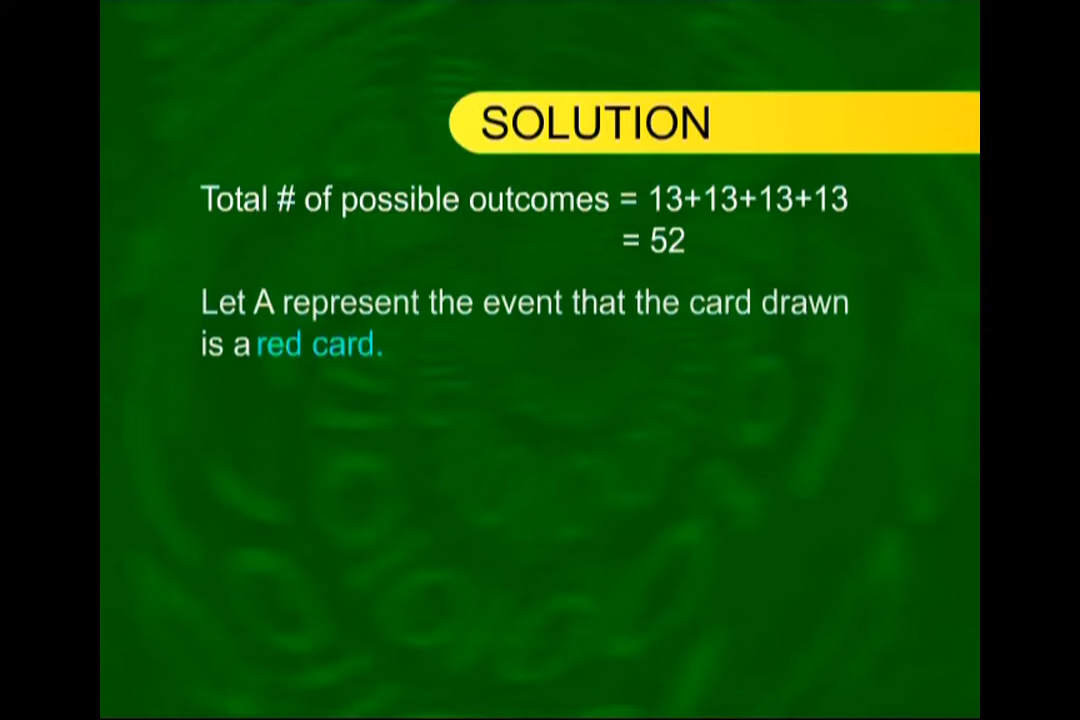 SOLUTION
Total # of possible outcomes = 13+13+13+13
= 52
Let A represent the event that the card drawn
is a red card.